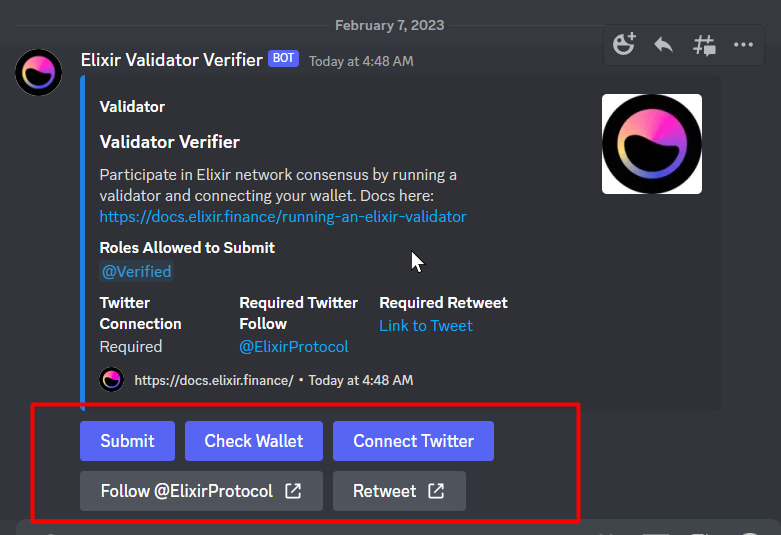 February 7, 2023
Elixir Validator Verifier BOT Today at 4:48 AM
Validator
Validator Verifier
Participate in Elixir network consensus by running a
validator and connecting your wallet. Docs here:
https://docs.elixir.finance/running-an-elixir-validator
Roles Allowed to Submit
@Verified
Twitter Connection
Required
Required Twitter Follow
@ElixirProtocol
Required Retweet
Link to Tweet
https://docs.elixir.finance/ • Today at 4:48 AM
Submit
Check Wallet
Connect Twitter
Follow @ElixirProtocol
Retweet